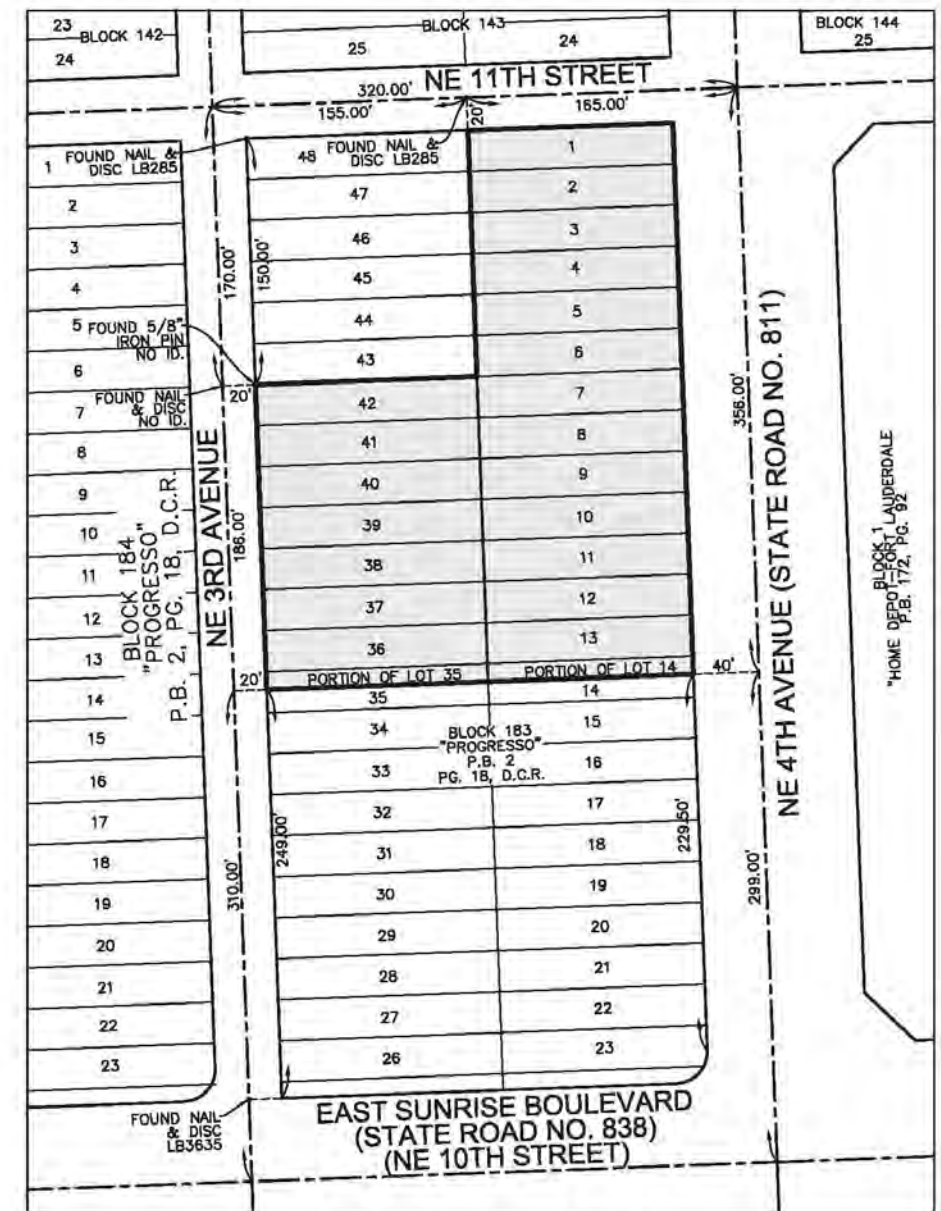 23
BLOCK 142
24
BLOCK 143
25
24
BLOCK 144
25
NE 11TH STREET
320.00'
155.00'
165.00'
20'
1
FOUND NAIL &
DISC LB285
48
FOUND NAIL &
DISC LB285
1
2
47
2
3
46
3
4
45
4
170.00'
150.00'
5
FOUND 5/8"
IRON PIN
NO ID.
44
5
6
43
6
20'
7
FOUND NAIL
& DISC
NO ID.
42
7
8
41
8
9
40
9
10
39
10
11
38
11
12
37
12
13
36
13
BLOCK 184
"PROGRESSO"
P.B. 2, PG. 18, D.C.R.
NE 3RD AVENUE
186.00'
356.00'
NE 4TH AVENUE (STATE ROAD NO. 811)
BLOCK 1
"HOME DEPOT-FORT LAUDERDALE
P.B. 172, PG. 92
20'
PORTION OF LOT 35
PORTION OF LOT 14
40'
14
35
14
15
34
BLOCK 183
"PROGRESSO"
P.B. 2
PG. 18, D.C.R.
15
16
33
16
17
32
17
249.00'
229.50'
18
31
18
310.00'
299.00'
19
30
19
20
29
20
21
28
21
22
27
22
23
26
23
FOUND NAIL
& DISC
LB3635
EAST SUNRISE BOULEVARD
(STATE ROAD NO. 838)
(NE 10TH STREET)